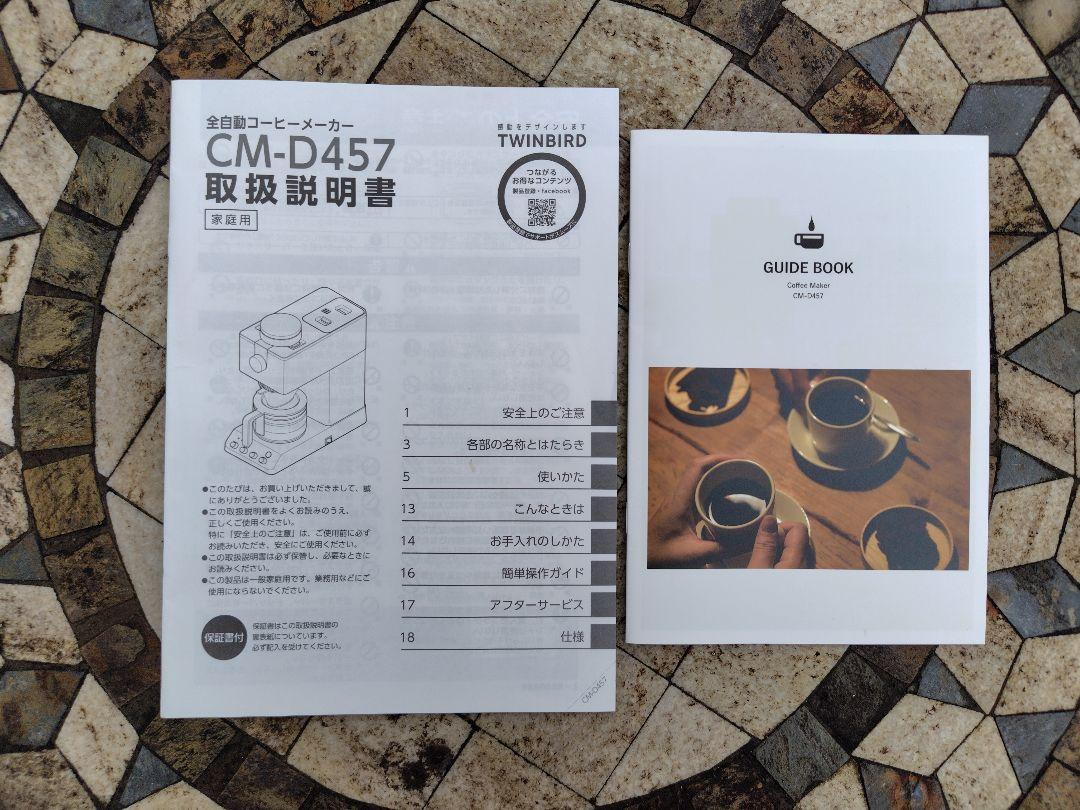 全自動コーヒーメーカー
CM-D457
取扱説明書
家庭用
感動をデザインします
TWINBIRD
つながる
お得なコンテンツ
製品登録・facebook
1 安全上のご注意
3 各部の名称とはたらき
5 使いかた
13 こんなときは
14 お手入れのしかた
16 簡単操作ガイド
17 アフターサービス
18 仕様
●このたびは、お買い上げいただきまして、誠
にありがとうございました。
●この取扱説明書をよくお読みのうえ、
正しくご使用ください。
特に「安全上のご注意」は、ご使用前に必ず
お読みいただき、安全にご使用ください。
●この取扱説明書は必ず保管し、必要なときに
お読みください。
●この製品は一般家庭用です。業務用などにご
使用にならないでください。
保証書付
保証書はこの取扱説明書の
裏表紙についています。
必ず記入を受けてください。
CM-D457
GUIDE BOOK
Coffee Maker
CM-D457